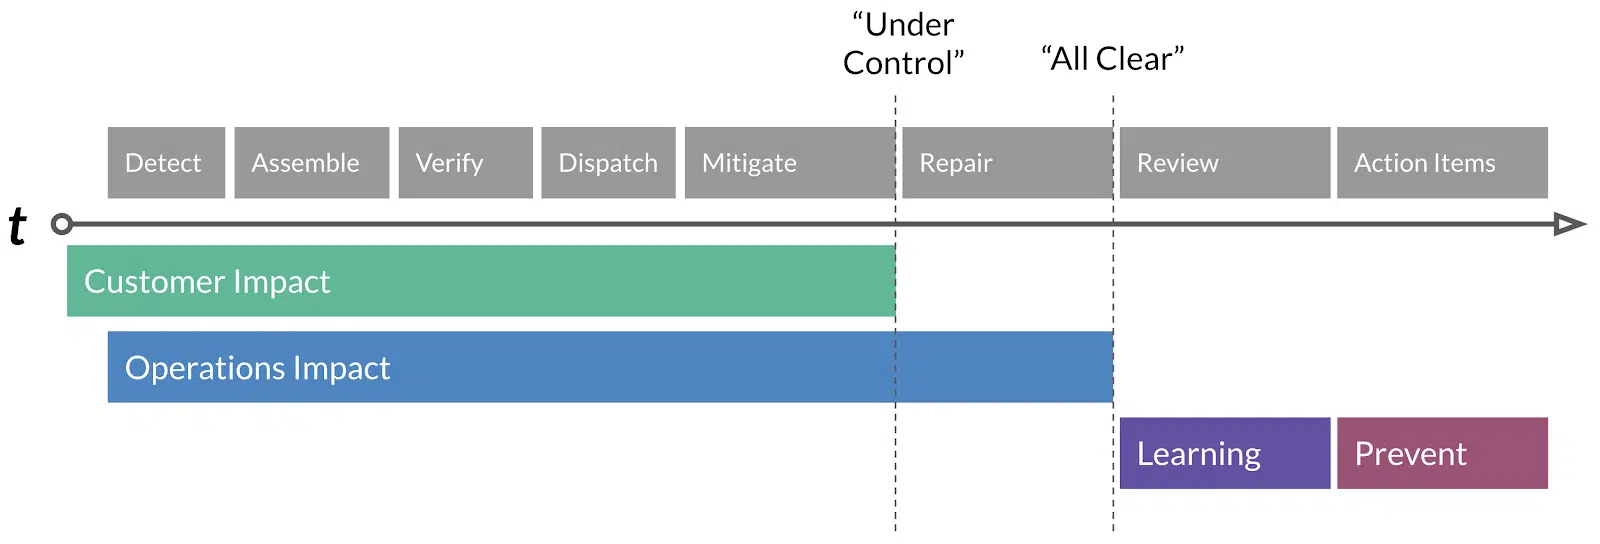 “Under
Control”
“All Clear”
Detect
Assemble
Verify
Dispatch
Mitigate
Repair
Review
Action Items
t
Customer Impact
Operations Impact
Learning
Prevent